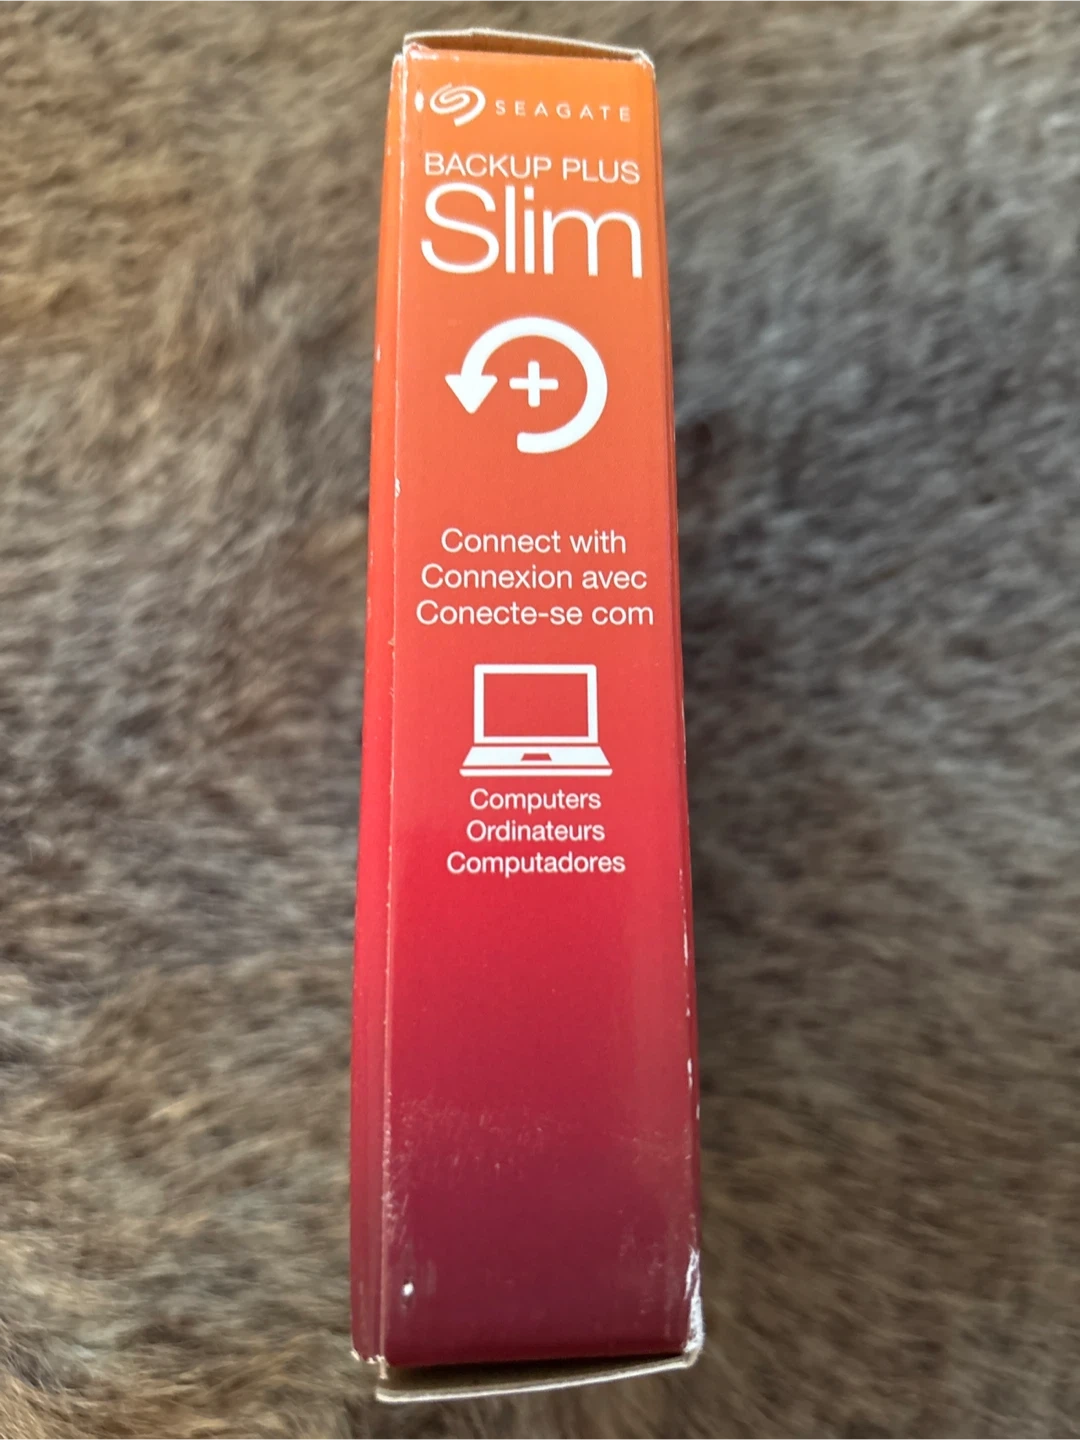 SEAGATE
BACKUP PLUS
Slim
Connect with
Connexion avec
Conecte-se com
Computers
Ordinateurs
Computadores